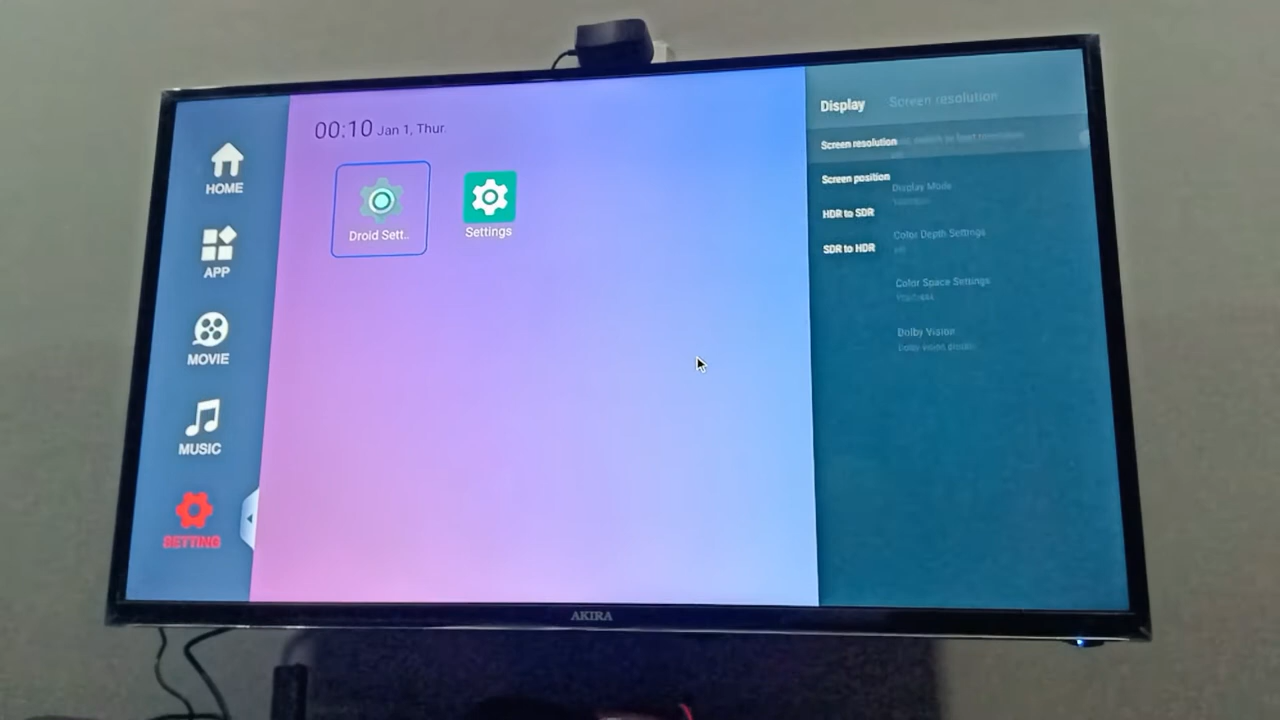 00:10 Jan 1, Thur.
HOME
APP
MOVIE
MUSIC
SETTING
Droid Sett..
Settings
Display
Screen resolution
Screen position
HDR to SDR
SDR to HDR
Screen resolution
Display Mode
Color Depth Settings
Color Space Settings
Dolby Vision
AKIRA